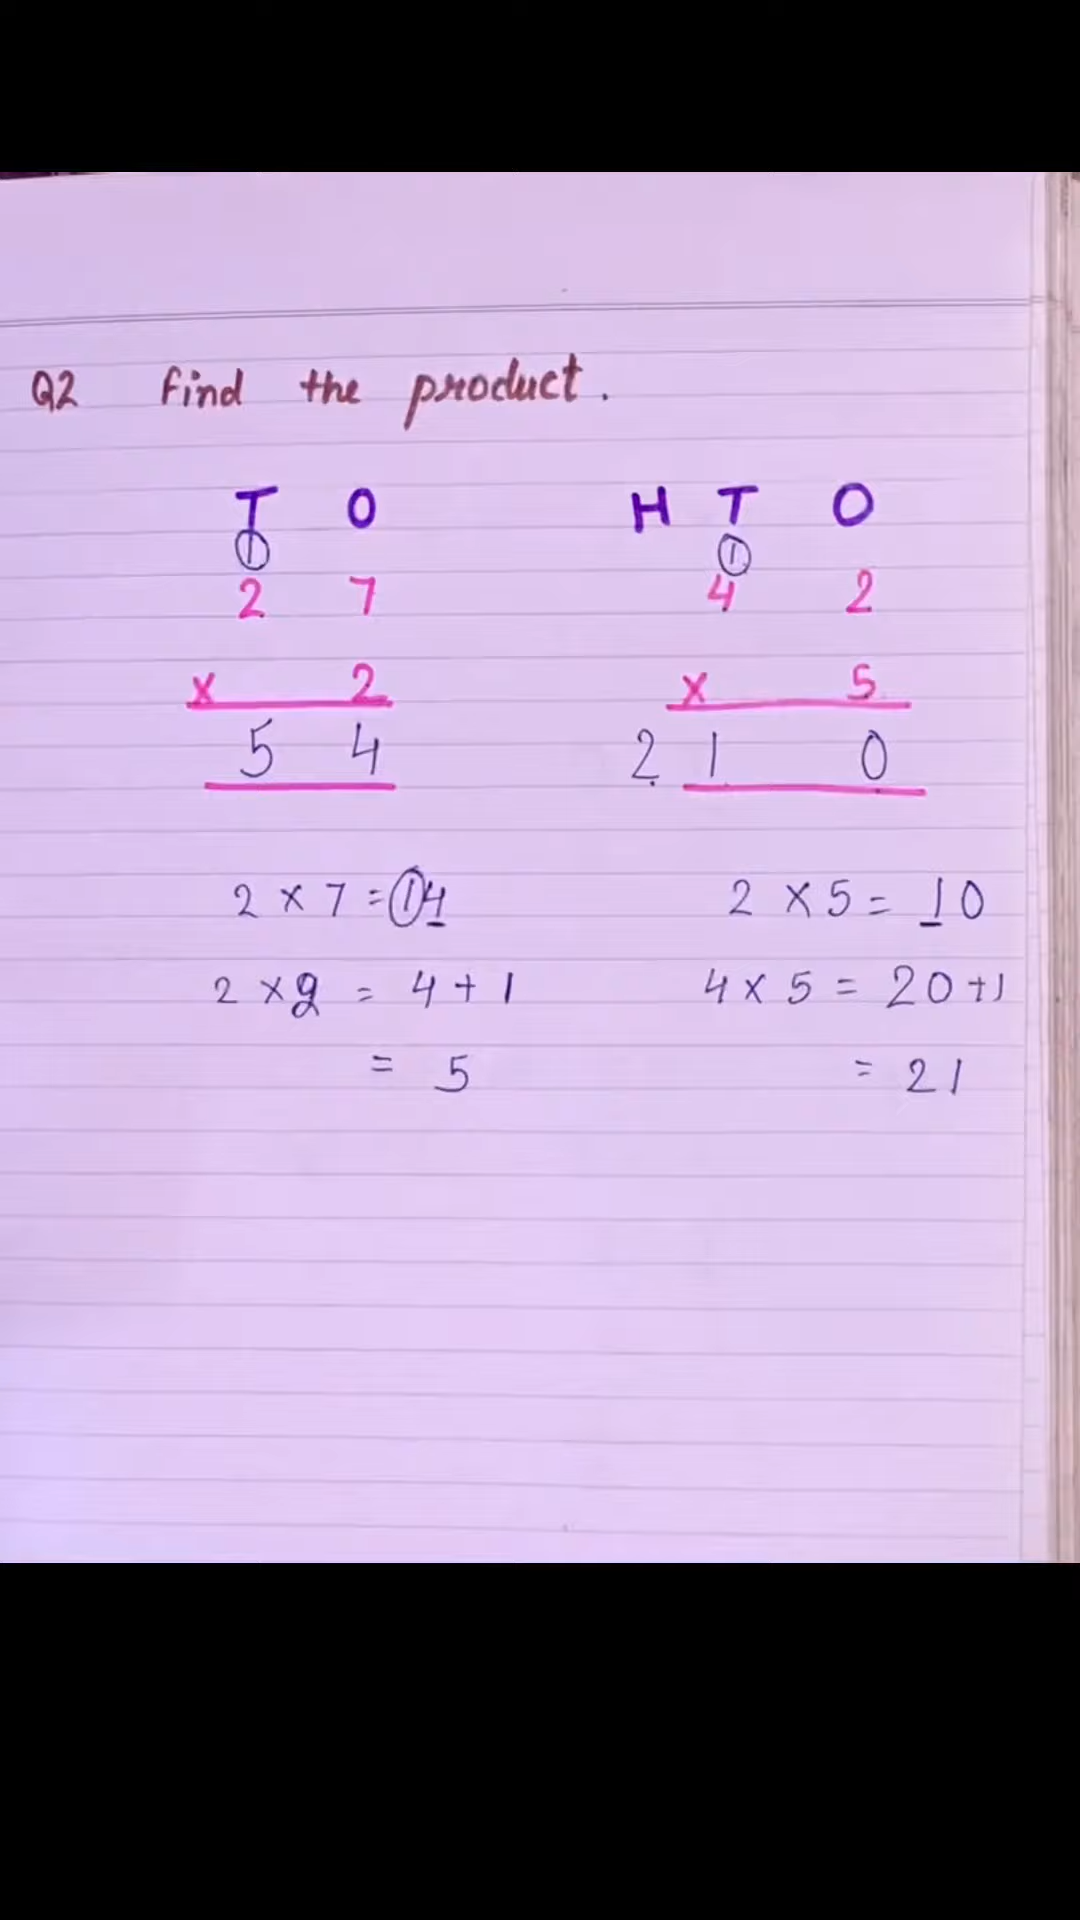 Q2 Find the product.
T O H T O
① ①
2 7 4 2
x 2 x 5
5 4 2 1 0
2 x 7 = ①4 2 x 5 = 10
2 x 2 = 4 + 1 4 x 5 = 20 + 1
= 5 = 21